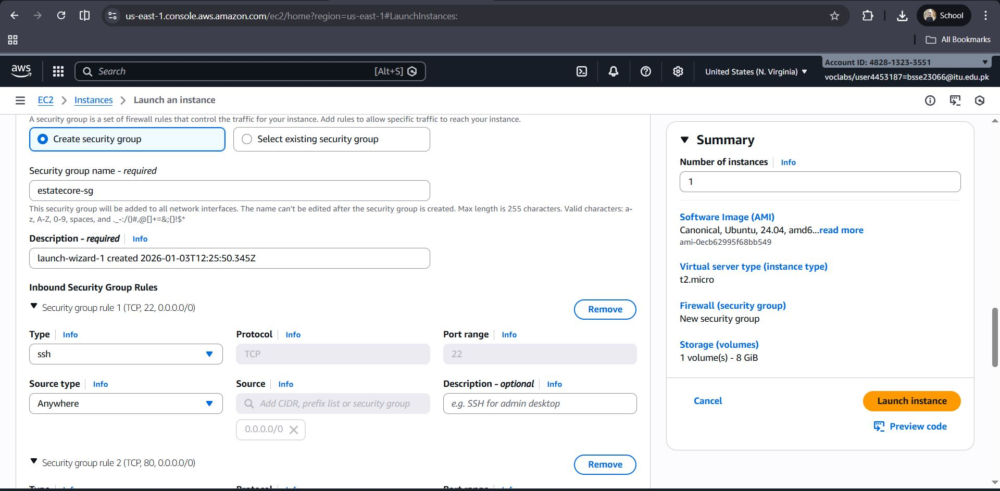 us-east-1.console.aws.amazon.com/ec2/home?region=us-east-1#LaunchInstances:
School
All Bookmarks
aws
Search
[Alt+S]
United States (N. Virginia)
Account ID: 4828-1323-3551
voclabs/user4453187=bsse23066@itu.edu.pk
EC2
Instances
Launch an instance
A security group is a set of firewall rules that control the traffic for your instance. Add rules to allow specific traffic to reach your instance.
Create security group
Select existing security group
Security group name - required
estatecore-sg
This security group will be added to all network interfaces. The name can't be edited after the security group is created. Max length is 255 characters. Valid characters: a-
z, A-Z, 0-9, spaces, and ._-:/()#,@[]+=&;{}!$*
Description - required Info
launch-wizard-1 created 2026-01-03T12:25:50.345Z
Inbound Security Group Rules
Security group rule 1 (TCP, 22, 0.0.0.0/0)
Remove
Type Info
Protocol Info
Port range Info
ssh
TCP
22
Source type Info
Source Info
Description - optional Info
Anywhere
Add CIDR, prefix list or security group
e.g. SSH for admin desktop
0.0.0.0/0
Security group rule 2 (TCP, 80, 0.0.0.0/0)
Remove
Summary
Number of instances Info
1
Software Image (AMI)
Canonical, Ubuntu, 24.04, amd6...read more
ami-0ecb62995f68bb549
Virtual server type (instance type)
t2.micro
Firewall (security group)
New security group
Storage (volumes)
1 volume(s) - 8 GiB
Cancel
Launch instance
Preview code